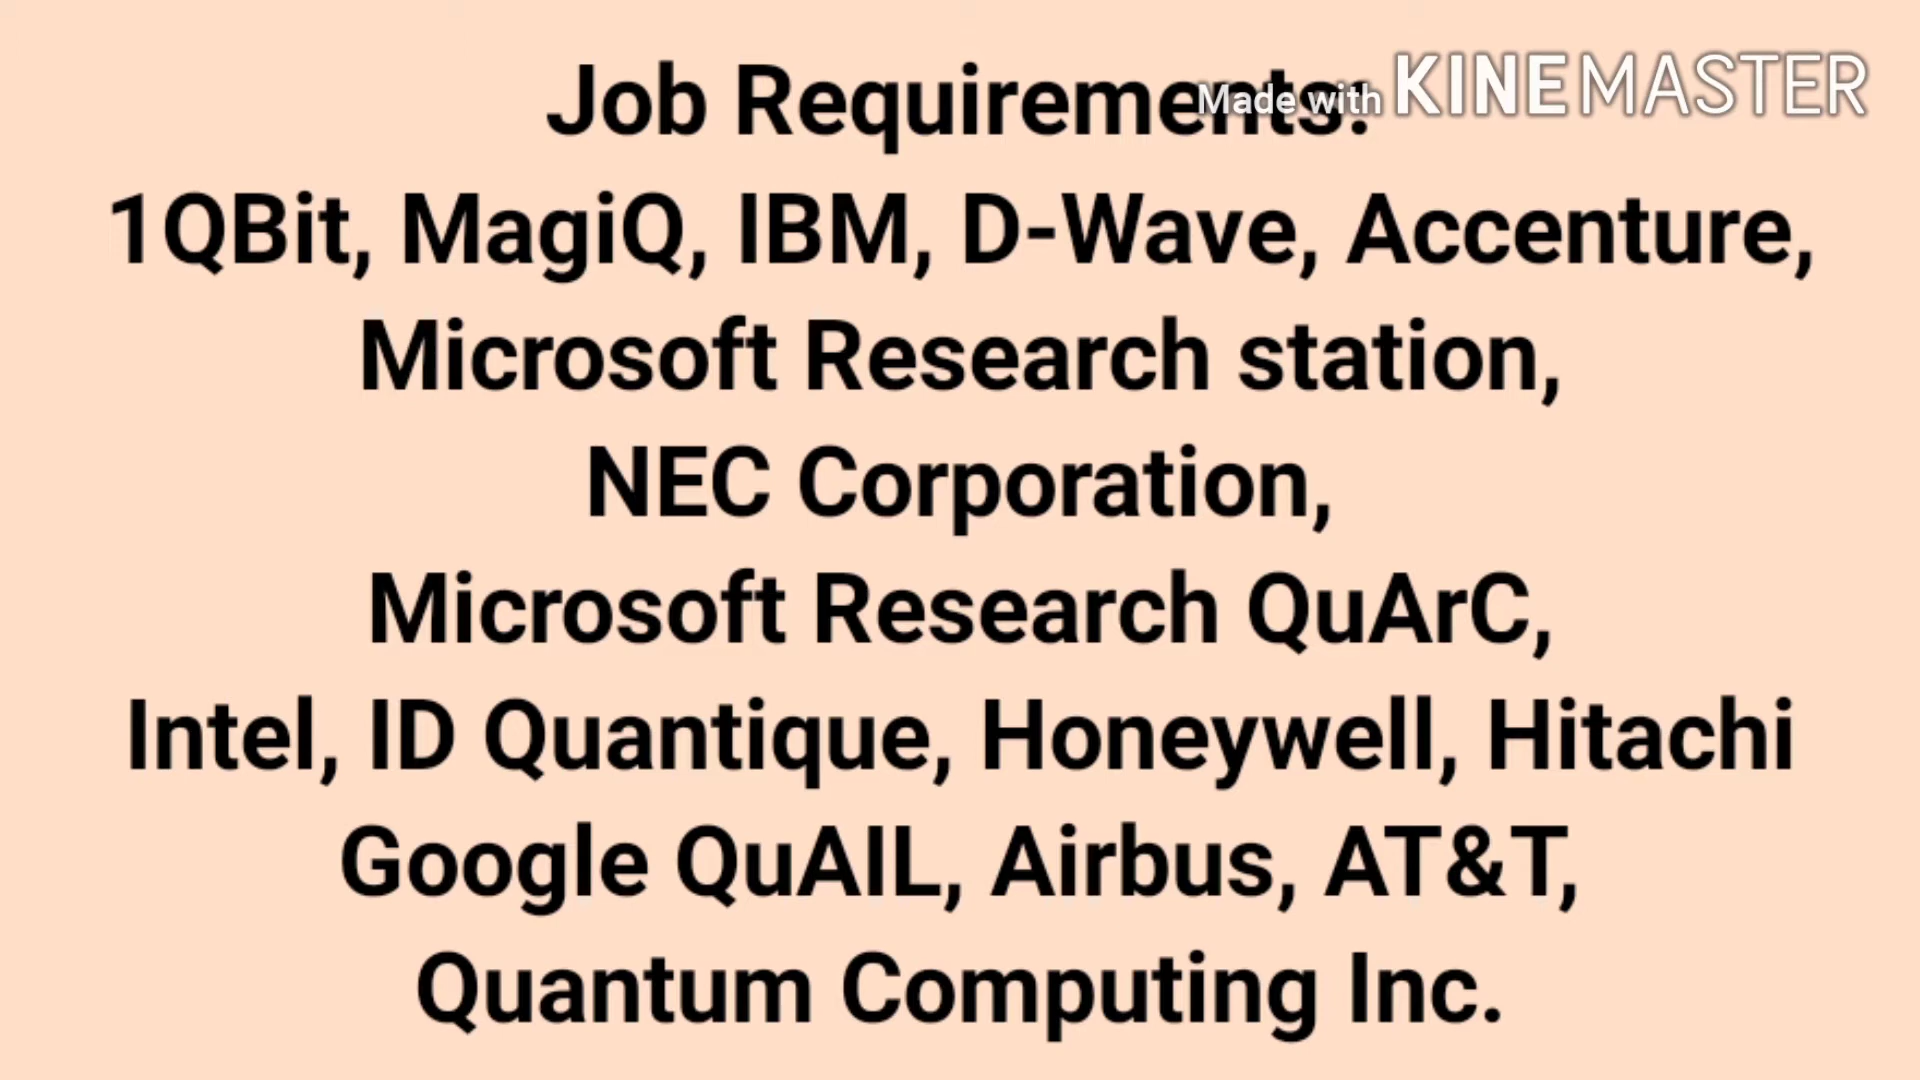 Job Requirements:
Made with KINEMASTER
1QBit, MagiQ, IBM, D-Wave, Accenture,
Microsoft Research station,
NEC Corporation,
Microsoft Research QuArC,
Intel, ID Quantique, Honeywell, Hitachi
Google QuAIL, Airbus, AT&T,
Quantum Computing Inc.